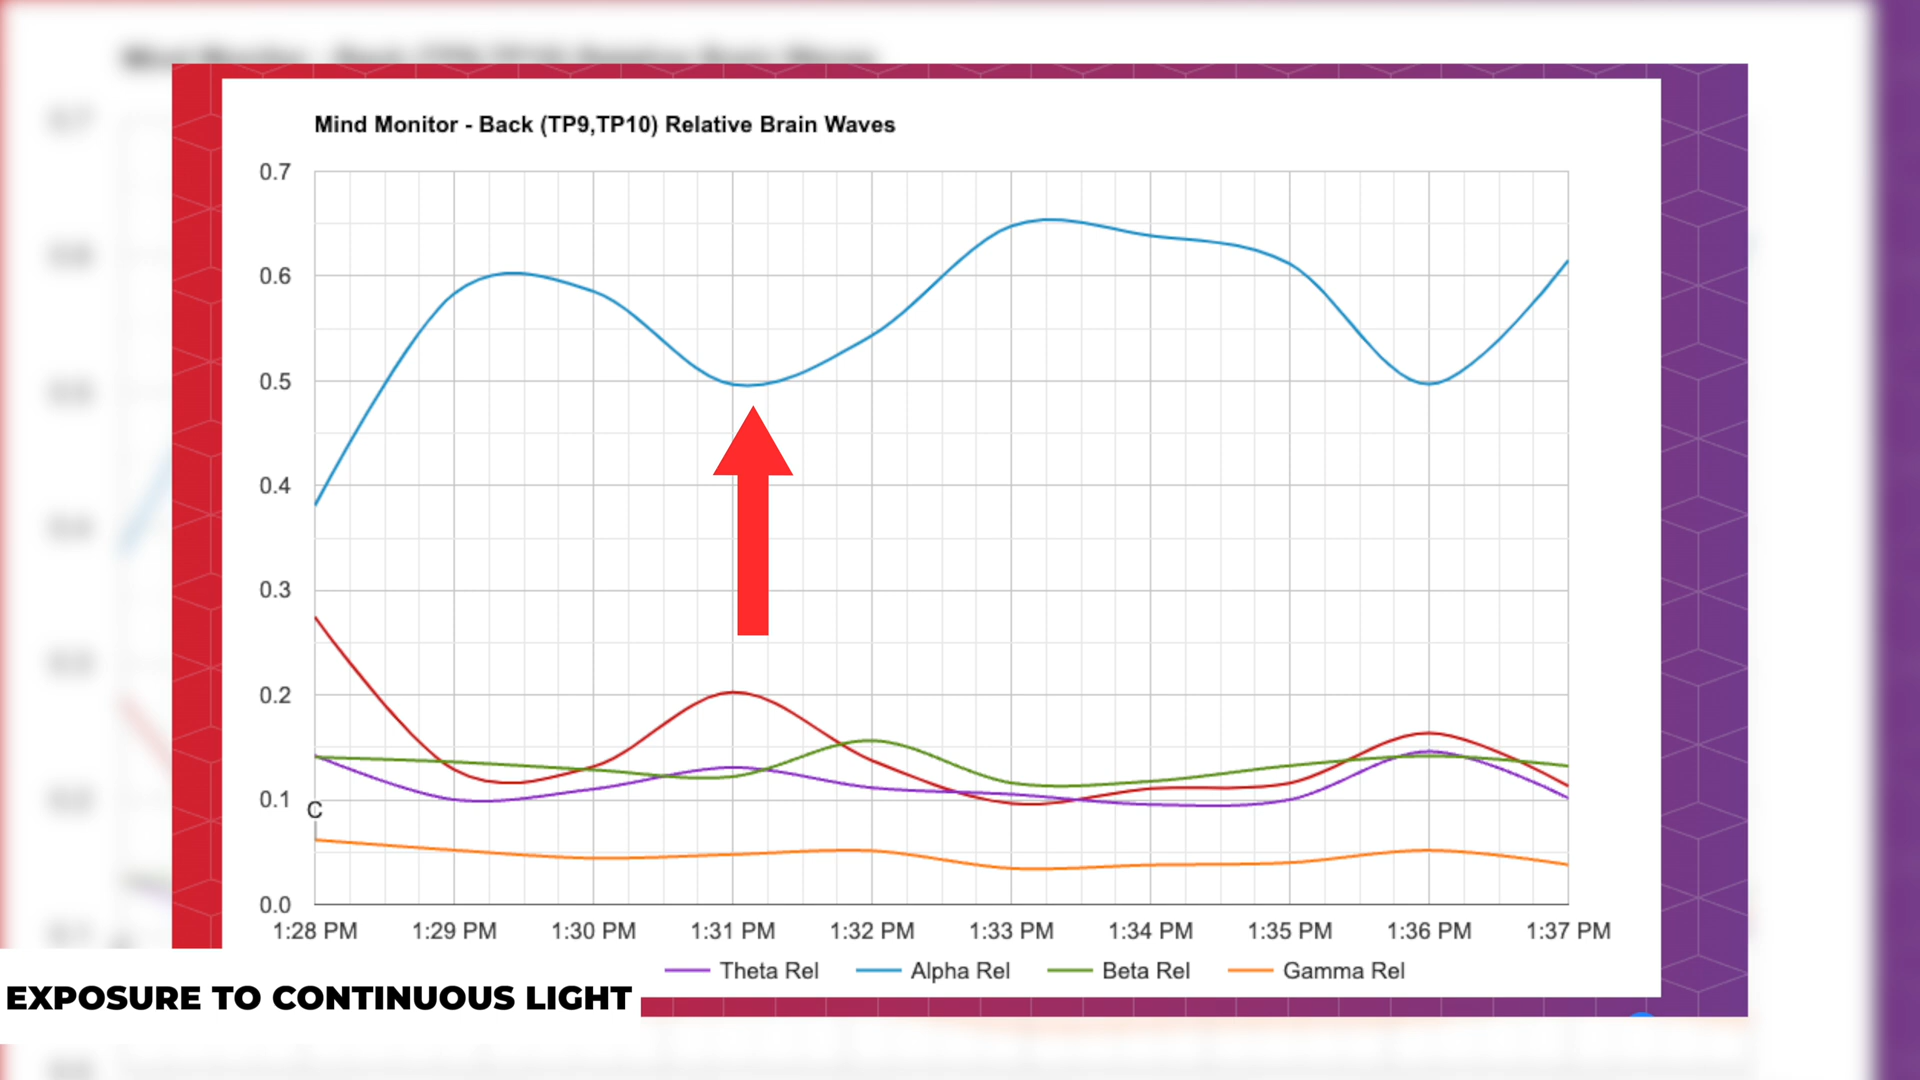 Mind Monitor - Back (TP9,TP10) Relative Brain Waves
0.7
0.6
0.5
0.4
0.3
0.2
0.1
C
0.0
1:28 PM 1:29 PM 1:30 PM 1:31 PM 1:32 PM 1:33 PM 1:34 PM 1:35 PM 1:36 PM 1:37 PM
Theta Rel Alpha Rel Beta Rel Gamma Rel
EXPOSURE TO CONTINUOUS LIGHT